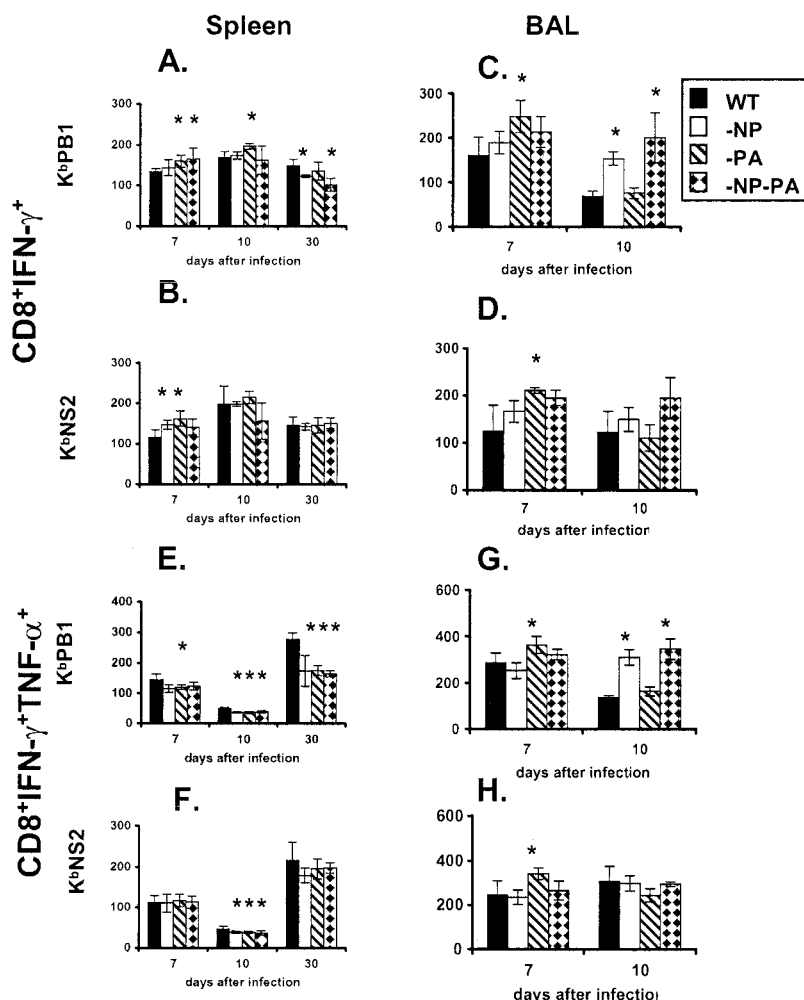 Spleen
BAL
A.
KᵇPB1
300
200
100
0
* *
*
*
*
7
10
30
days after infection
C.
300
200
100
0
*
*
*
7
10
days after infection
WT
-NP
-PA
-NP-PA
CD8⁺IFN-γ⁺
B.
KᵇNS2
300
200
100
0
* *
7
10
30
days after infection
D.
300
200
100
0
*
7
10
days after infection
E.
KᵇPB1
400
300
200
100
0
*
***
***
7
10
30
days after infection
G.
600
400
200
0
*
*
*
7
10
days after infection
CD8⁺IFN-γ⁺TNF-α⁺
F.
KᵇNS2
300
200
100
0
***
7
10
30
days after infection
H.
600
400
200
0
*
7
10
days after infection